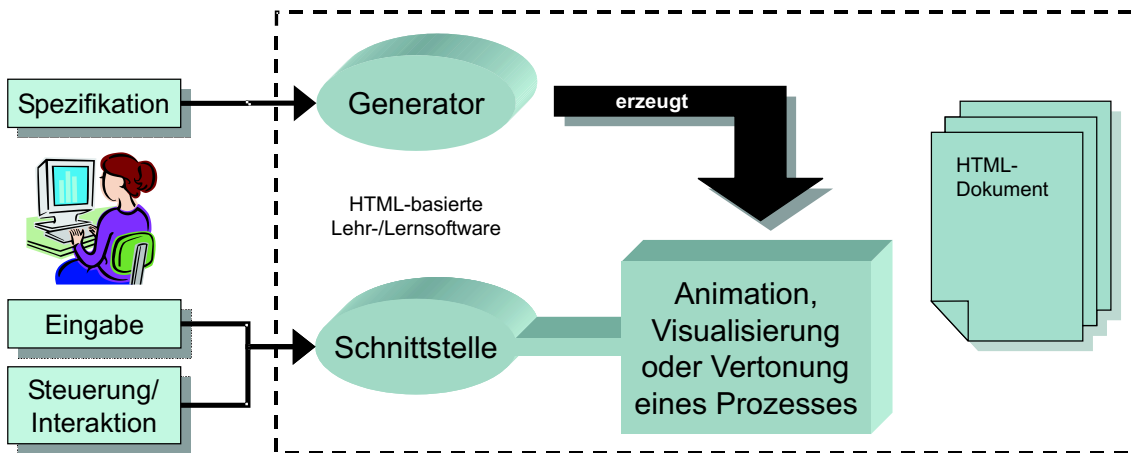 Spezifikation
Generator
erzeugt
HTML-
Dokument
HTML-basierte
Lehr-/Lernsoftware
Eingabe
Steuerung/
Interaktion
Schnittstelle
Animation,
Visualisierung
oder Vertonung
eines Prozesses